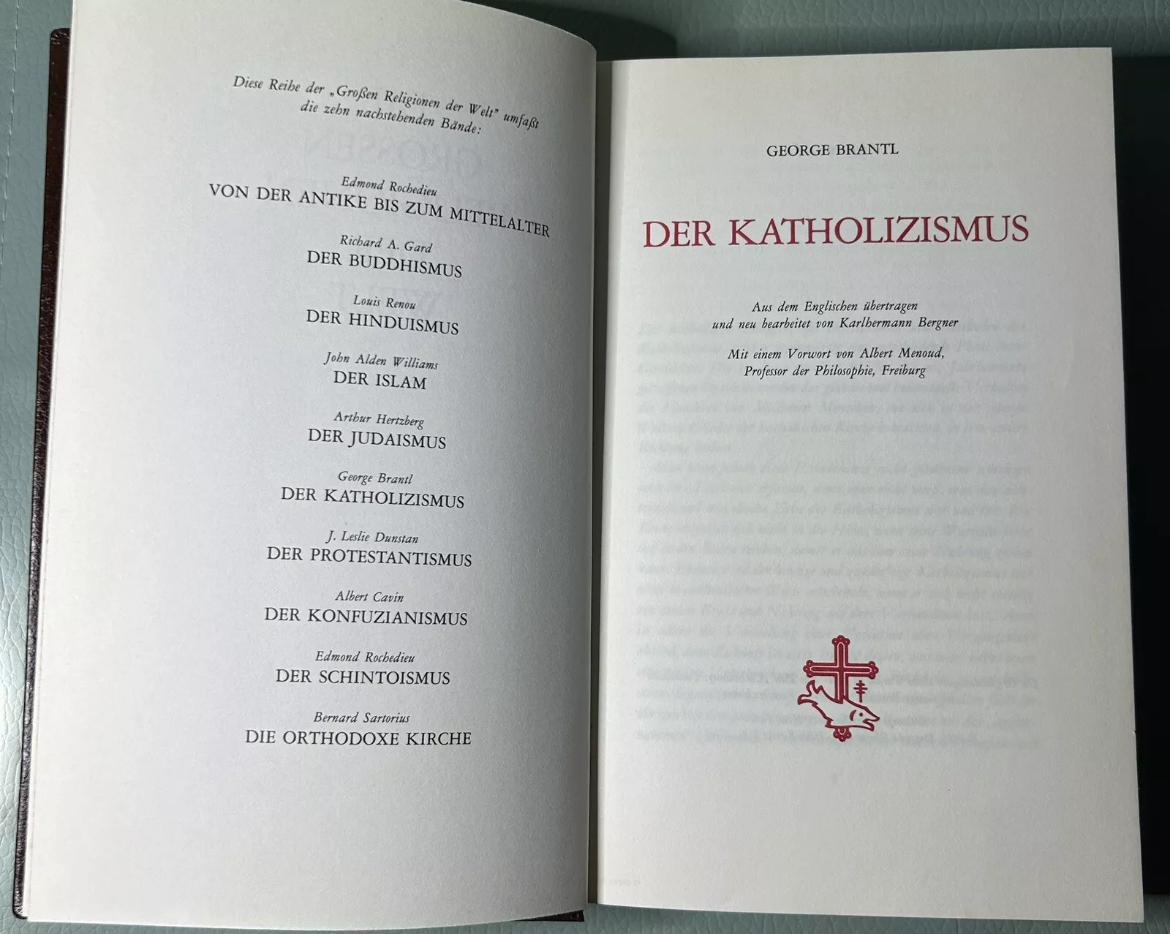 Diese Reihe der „Großen Religionen der Welt" umfaßt
die zehn nachstehenden Bände:
Edmond Rochedieu
VON DER ANTIKE BIS ZUM MITTELALTER
Richard A. Gard
DER BUDDHISMUS
Louis Renou
DER HINDUISMUS
John Alden Williams
DER ISLAM
Arthur Hertzberg
DER JUDAISMUS
George Brantl
DER KATHOLIZISMUS
J. Leslie Dunstan
DER PROTESTANTISMUS
Albert Cavin
DER KONFUZIANISMUS
Edmond Rochedieu
DER SCHINTOISMUS
Bernard Sartorius
DIE ORTHODOXE KIRCHE
GEORGE BRANTL
DER KATHOLIZISMUS
Aus dem Englischen übertragen
und neu bearbeitet von Karlhermann Bergner
Mit einem Vorwort von Albert Menoud,
Professor der Philosophie, Freiburg